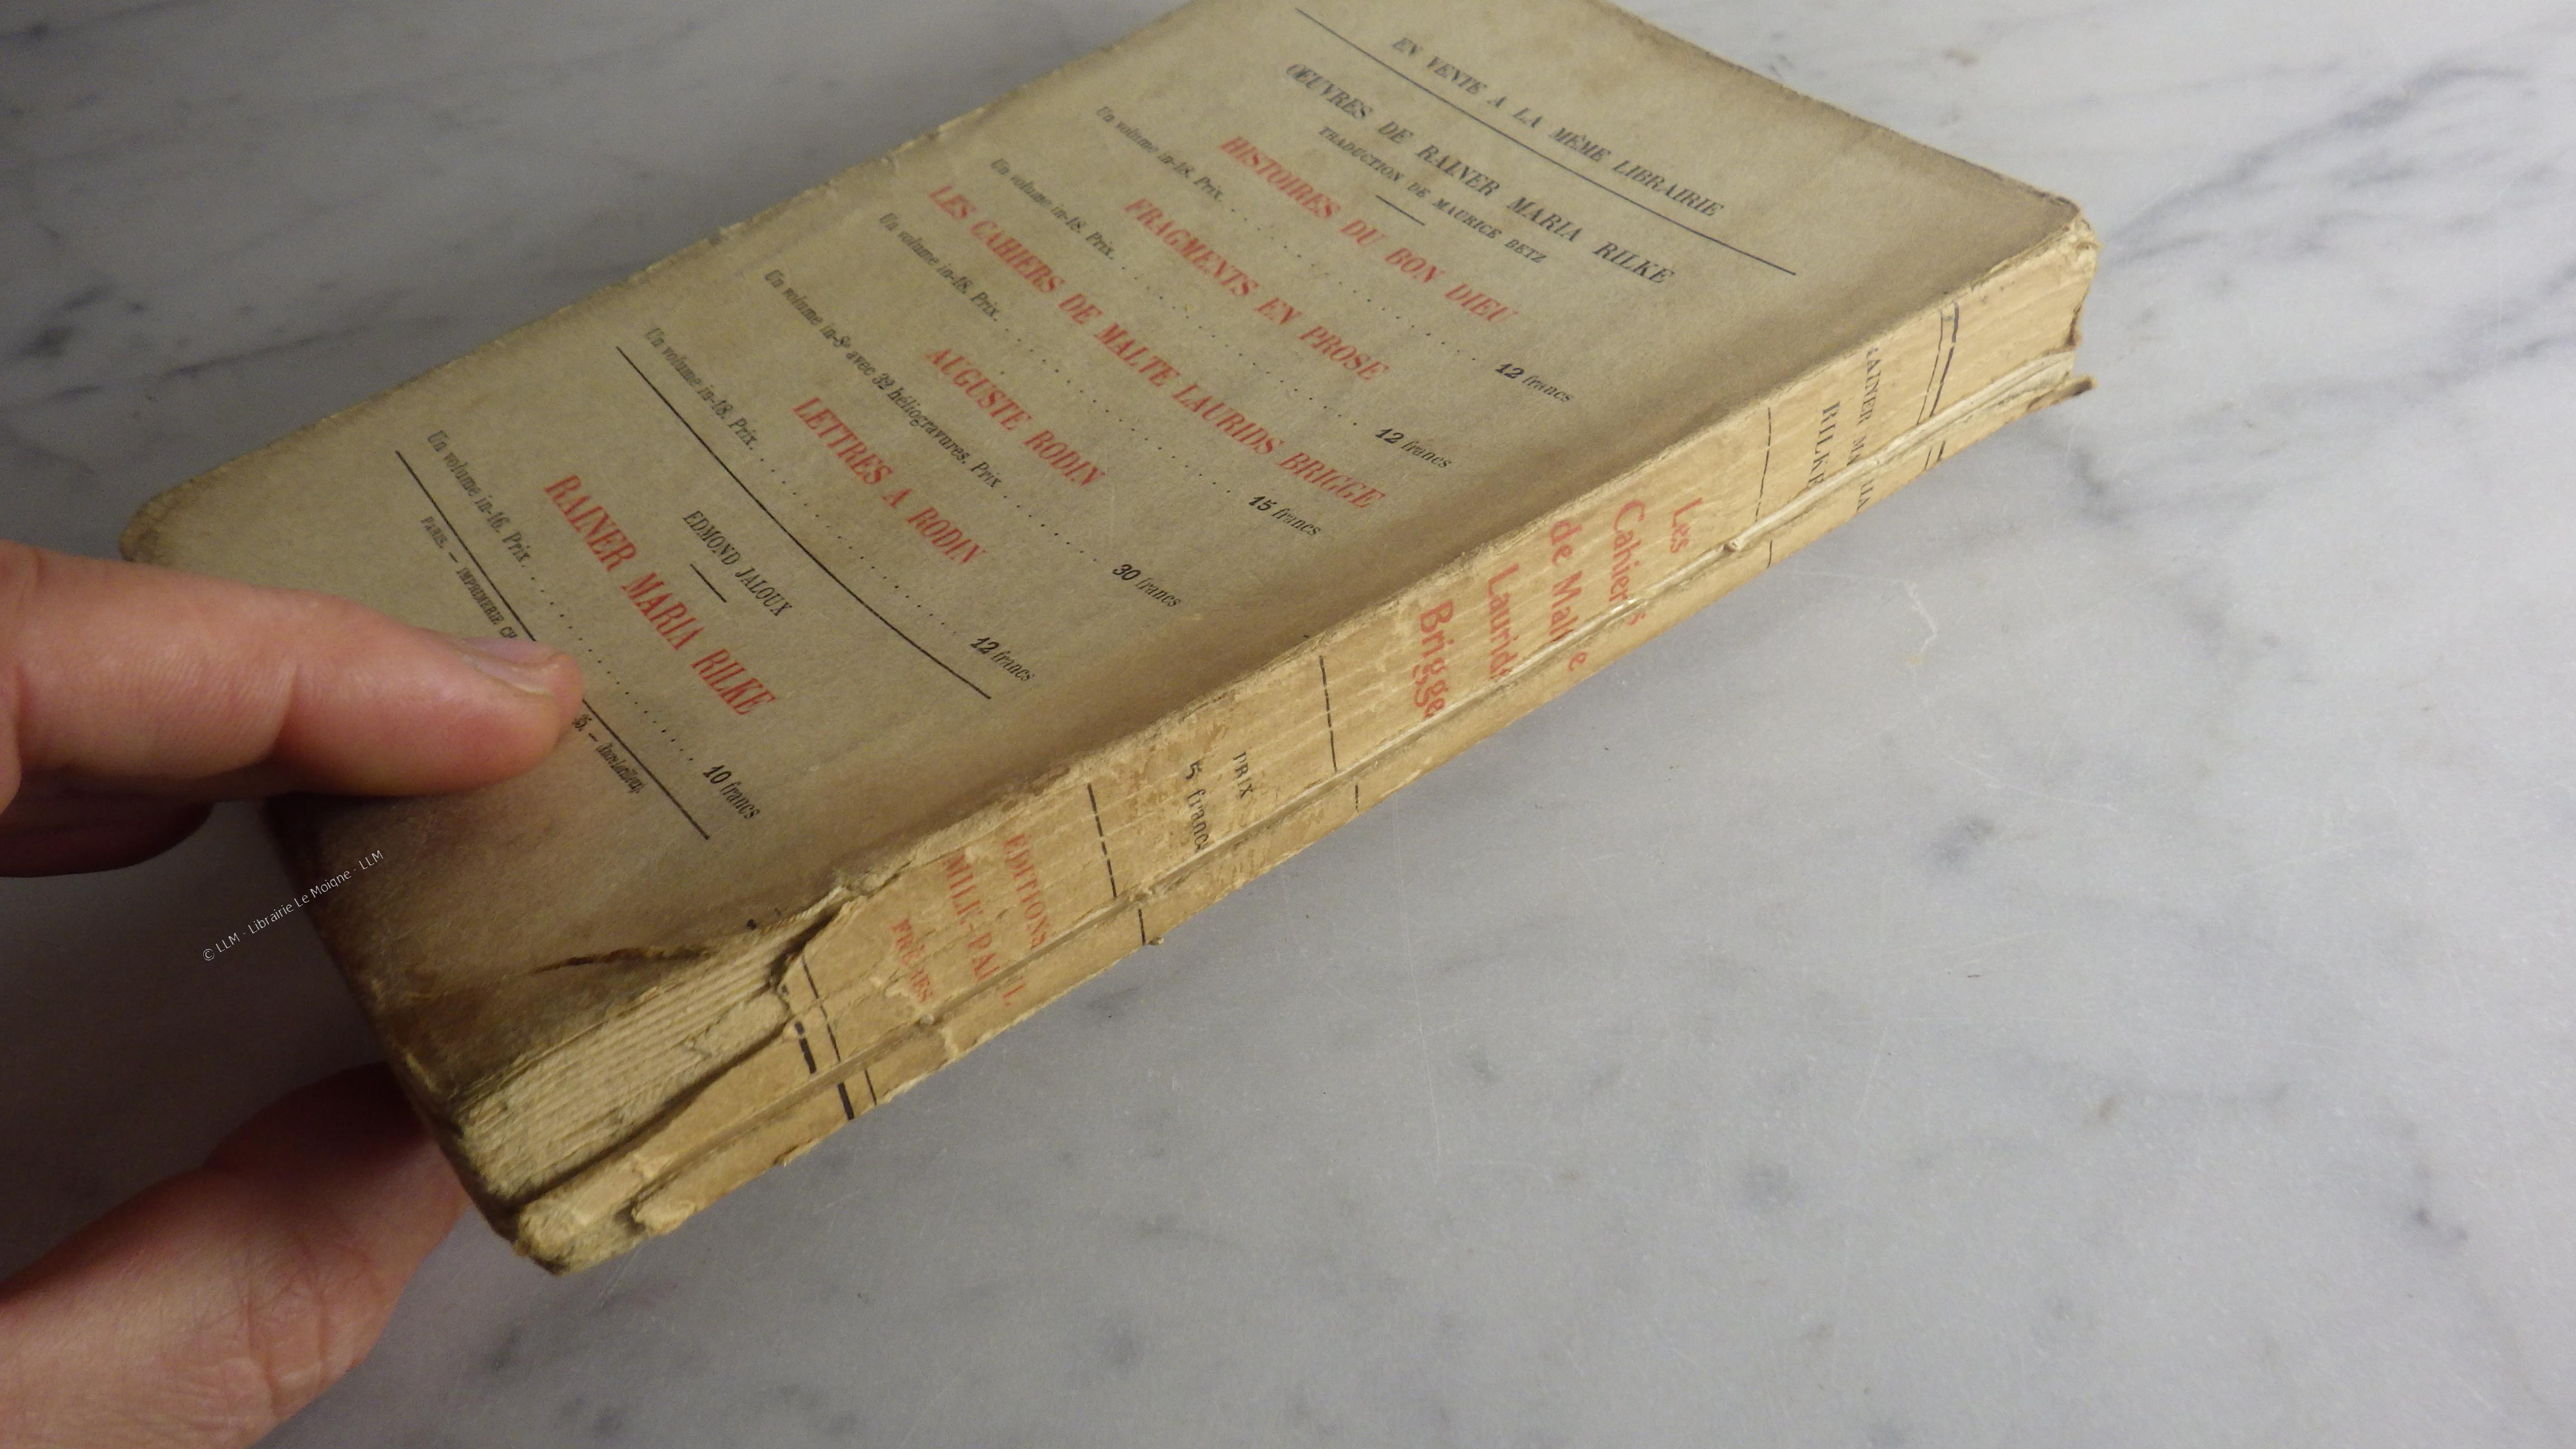 EN VENTE A LA MÊME LIBRAIRIE
ŒUVRES DE RAINER MARIA RILKE
TRADUCTION DE MAURICE BETZ
HISTOIRES DU BON DIEU
Un volume in-18. Prix. . . . . . . . . . . . . . . 12 francs
FRAGMENTS EN PROSE
Un volume in-18. Prix. . . . . . . . . . . . . . . 12 francs
LES CAHIERS DE MALTE LAURIDS BRIGGE
Un volume in-18. Prix. . . . . . . . . . . . . . . 15 francs
AUGUSTE RODIN
Un volume in-8º avec 32 héliogravures. Prix . . . . . . 30 francs
LETTRES A RODIN
Un volume in-18. Prix. . . . . . . . . . . . . . . 12 francs
EDMOND JALOUX
RAINER MARIA RILKE
Un volume in-16. Prix. . . . . . . . . . . . . . . 10 francs
PARIS. — IMPRIMERIE
RAINER MARIA
RILKE
Les
Cahiers
de Malte
Laurids
Brigge
PRIX
francs
EDITIONS
EMILE-PAUL
FRÈRES
© LLM - Librairie Le Moigne - LLM